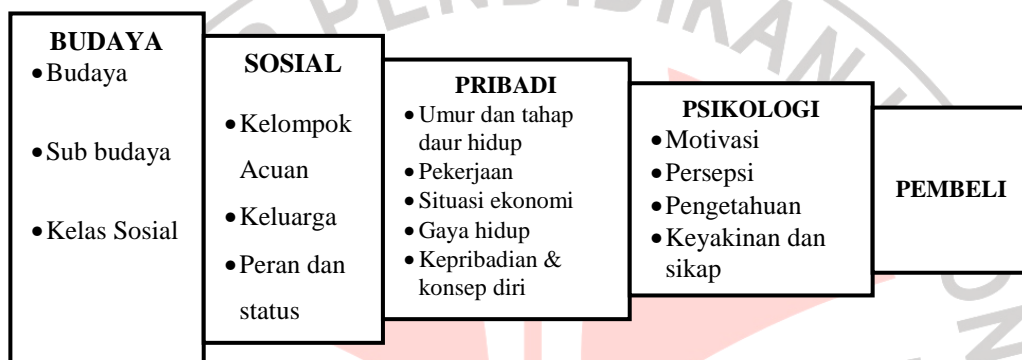 PENDIDIKAN
BUDAYA
•Budaya
•Sub budaya
•Kelas Sosial
SOSIAL
•Kelompok
Acuan
•Keluarga
•Peran dan
status
PRIBADI
•Umur dan tahap
daur hidup
•Pekerjaan
•Situasi ekonomi
•Gaya hidup
•Kepribadian &
konsep diri
PSIKOLOGI
•Motivasi
•Persepsi
•Pengetahuan
•Keyakinan dan
sikap
PEMBELI